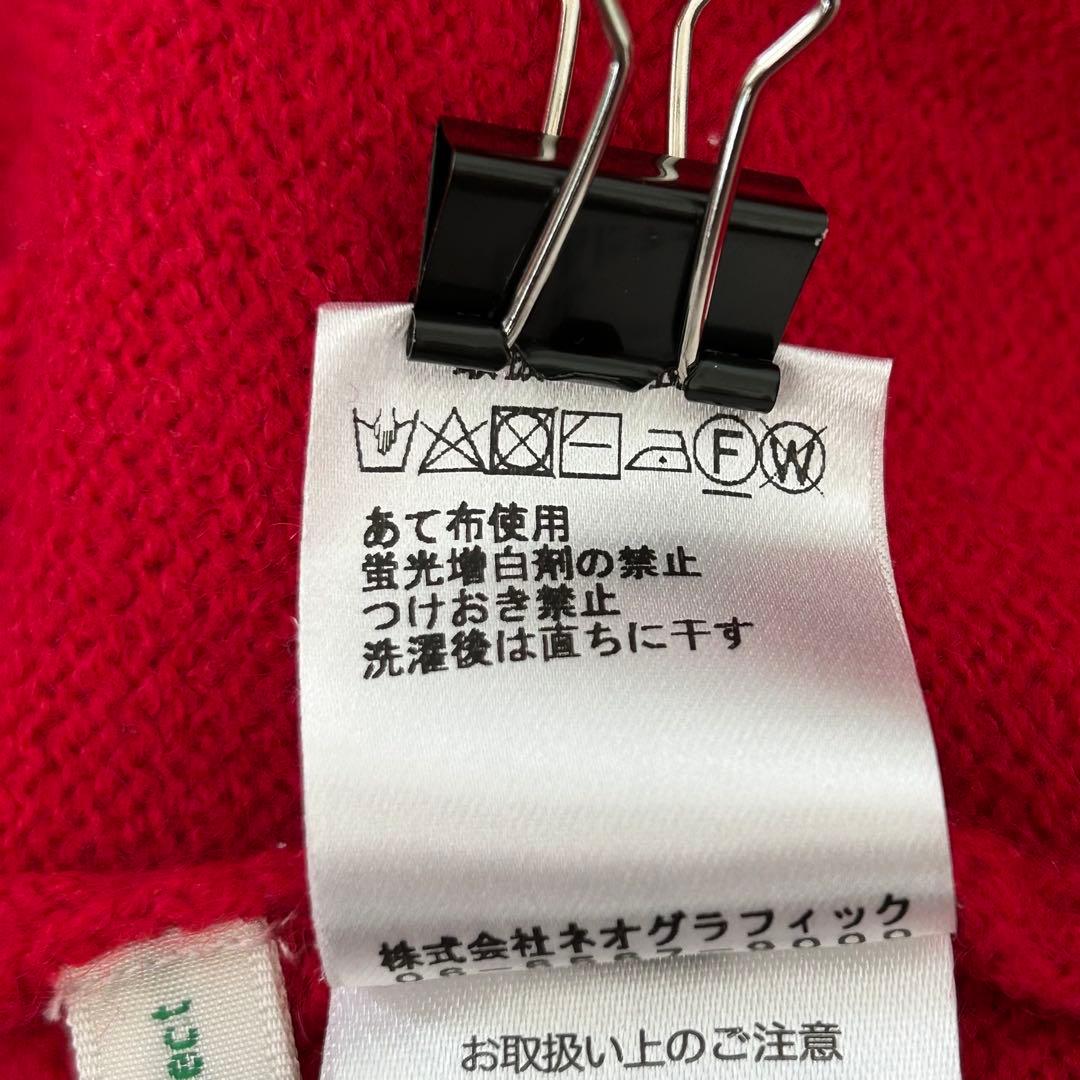 F W
あて布使用
蛍光増白剤の禁止
つけおき禁止
洗濯後は直ちに干す
株式会社ネオグラフィック
お取扱い上のご注意
ect